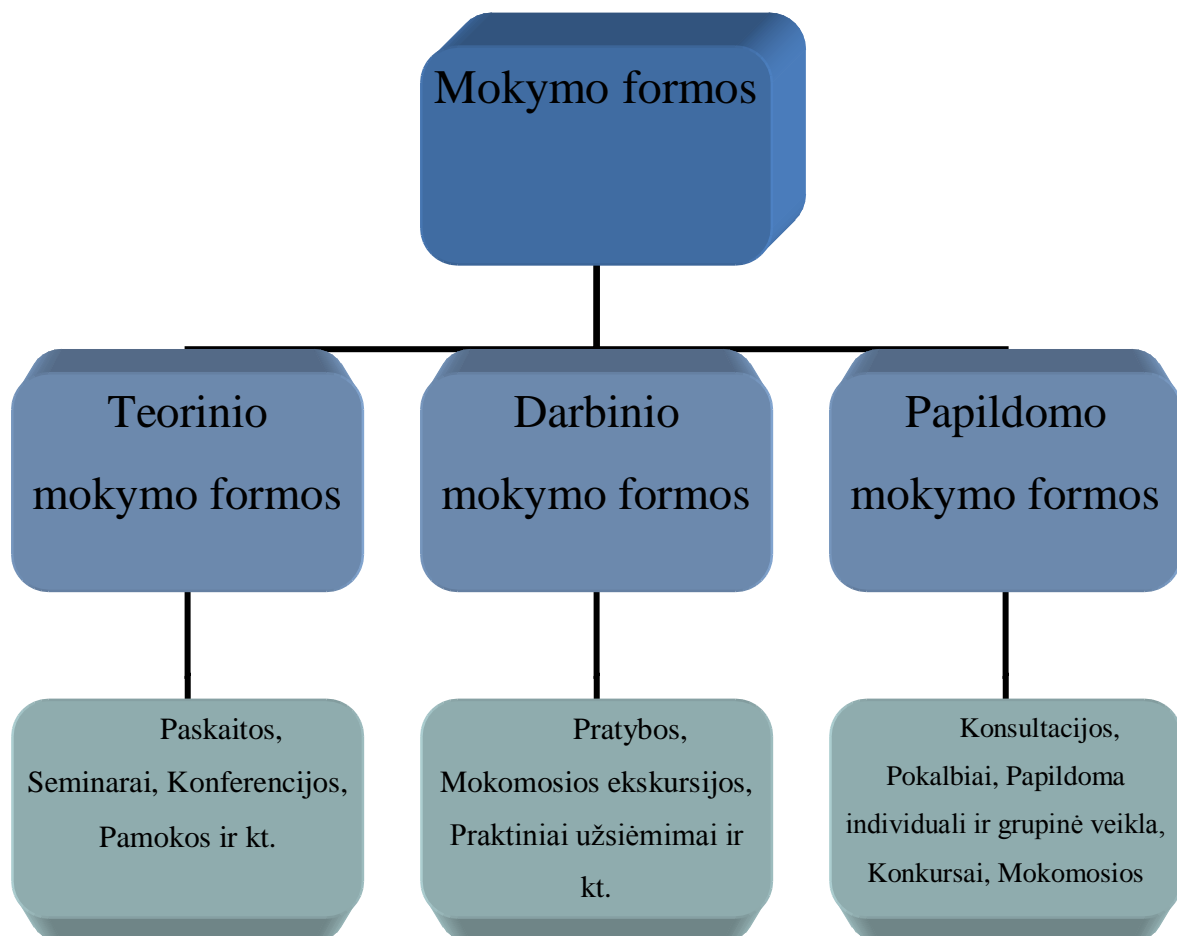 Mokymo formos
Teorinio
mokymo formos
Darbinio
mokymo formos
Papildomo
mokymo formos
Paskaitos,
Seminarai, Konferencijos,
Pamokos ir kt.
Pratybos,
Mokomosios ekskursijos,
Praktiniai užsiėmimai ir
kt.
Konsultacijos,
Pokalbiai, Papildoma
individuali ir grupinė veikla,
Konkursai, Mokomosios